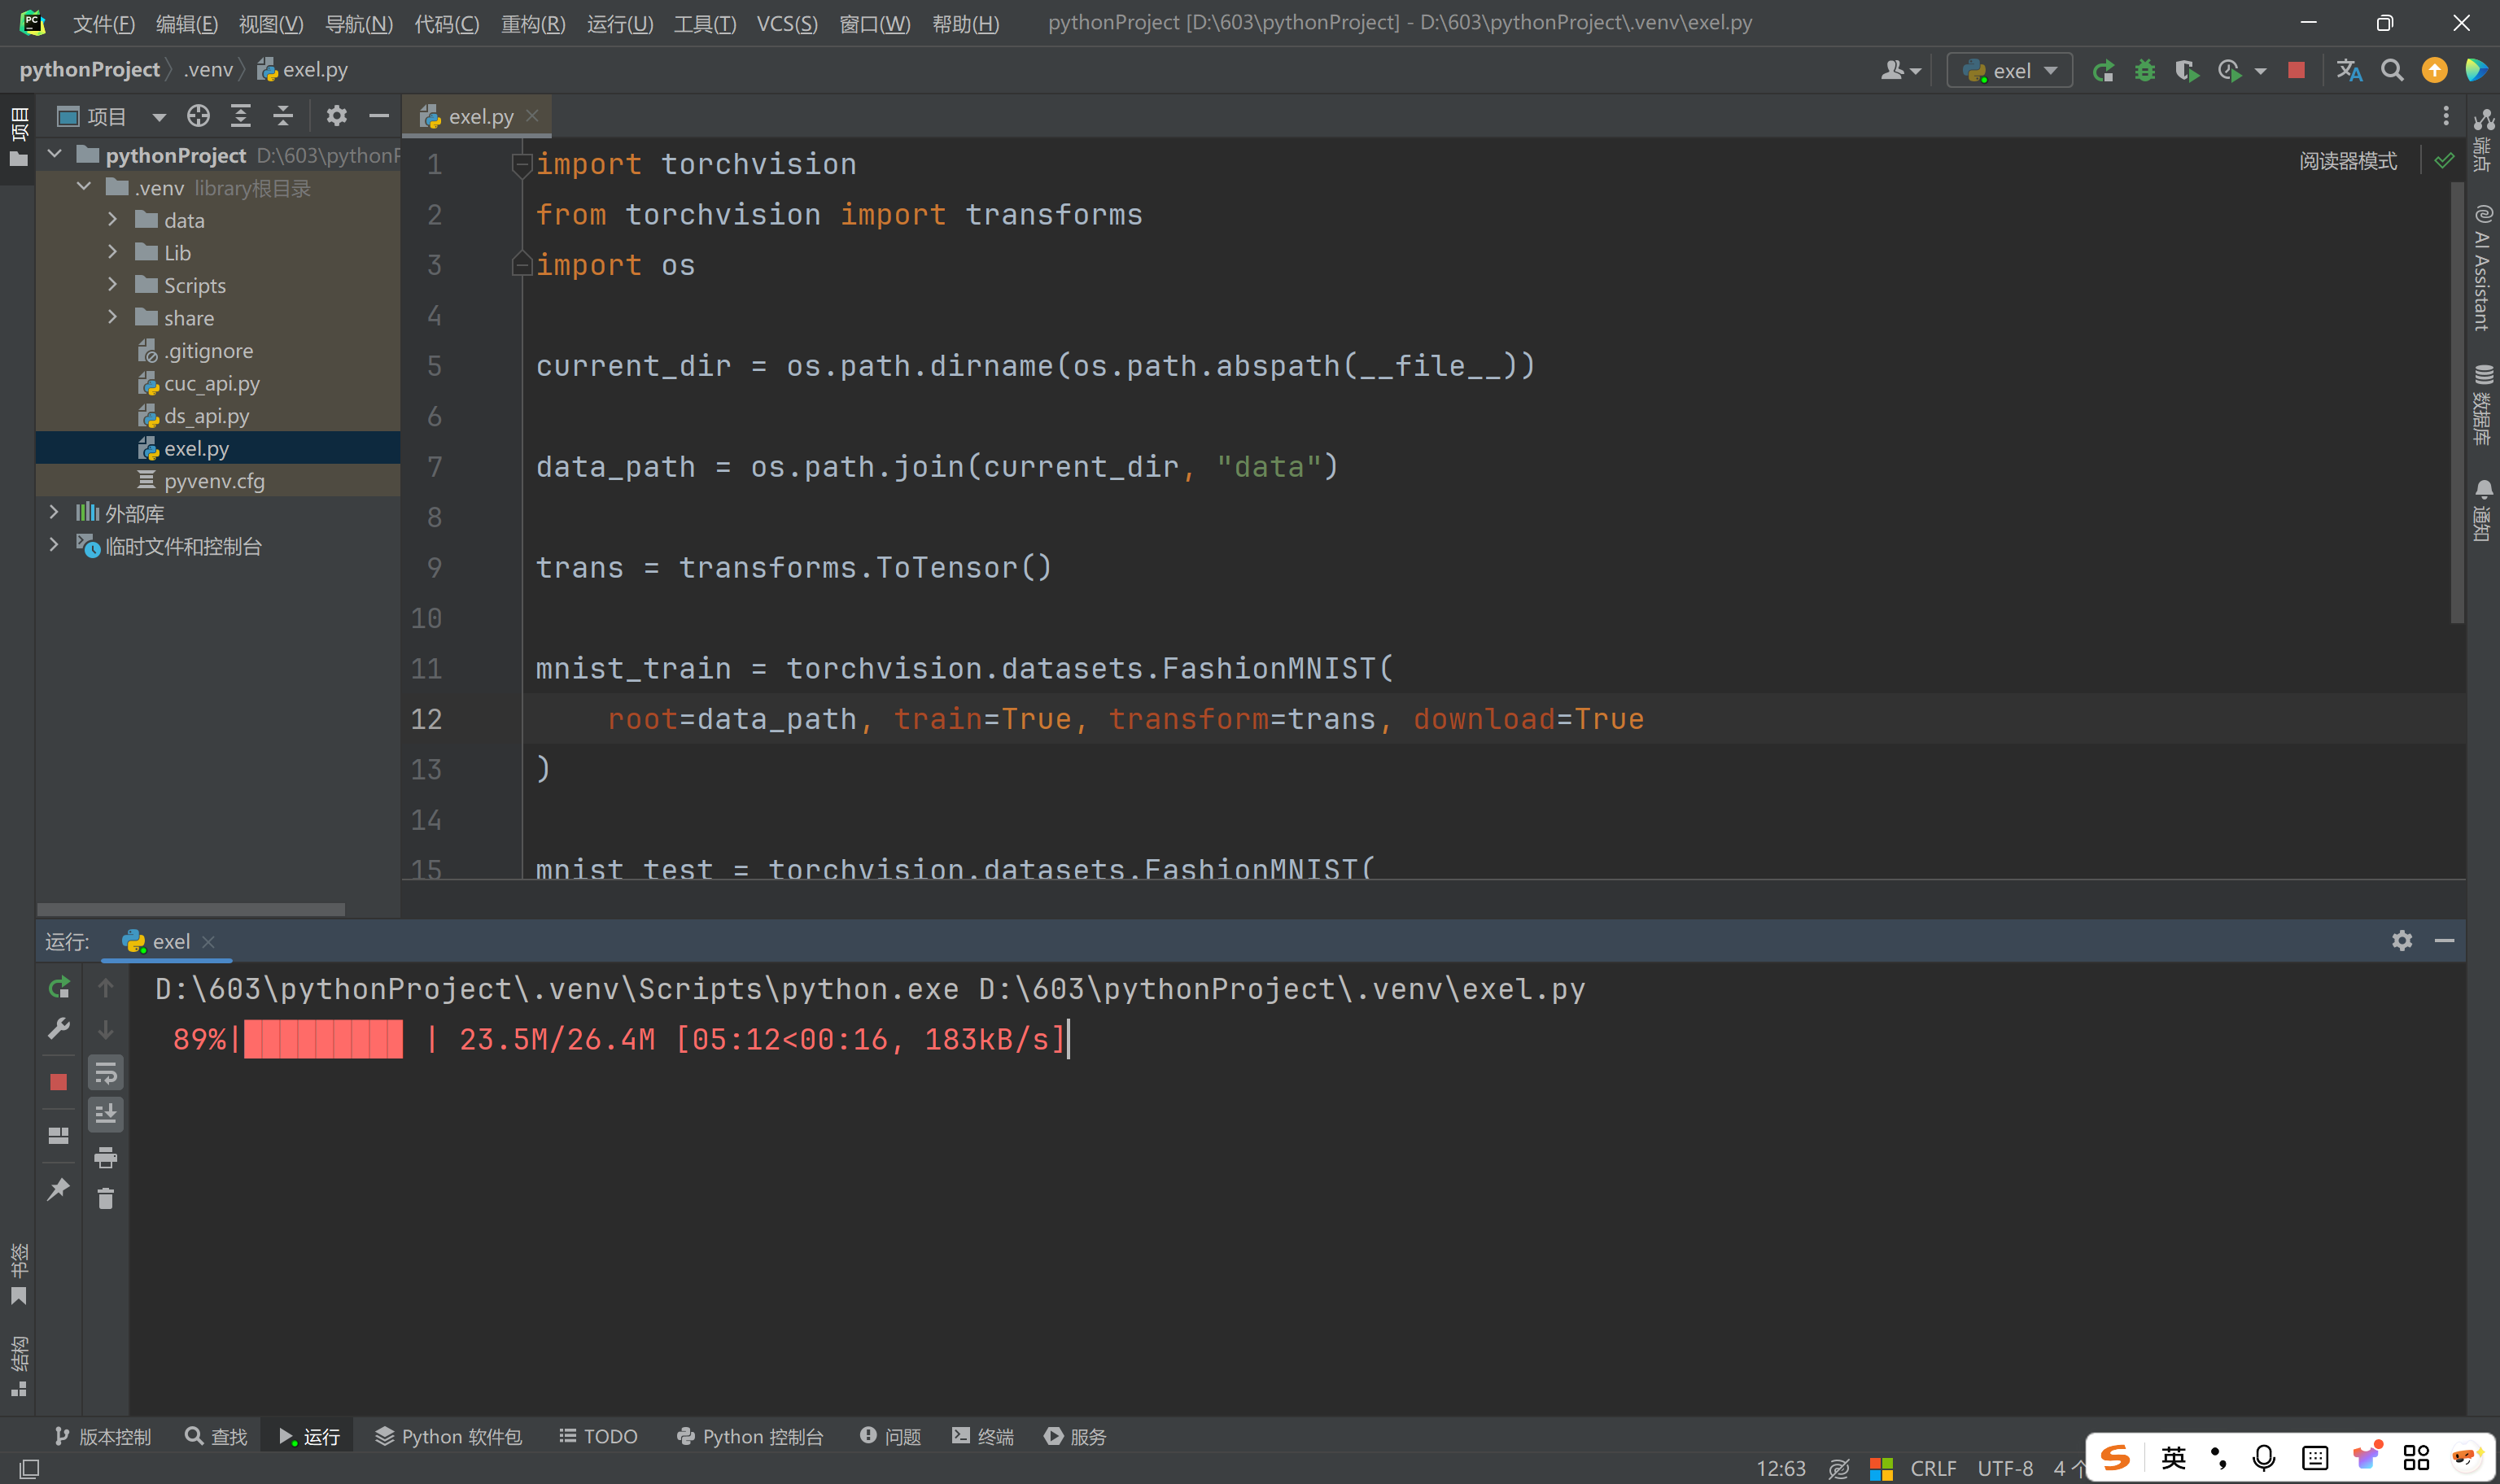 文件(F) 编辑(E) 视图(V) 导航(N) 代码(C) 重构(R) 运行(U) 工具(T) VCS(S) 窗口(W) 帮助(H) pythonProject [D:\603\pythonProject] - D:\603\pythonProject\.venv\exel.py
pythonProject .venv exel.py
exel
项目
项目
exel.py
pythonProject D:\603\python
.venv library根目录
data
Lib
Scripts
share
.gitignore
cuc_api.py
ds_api.py
exel.py
pyvenv.cfg
外部库
临时文件和控制台
阅读器模式
1 import torchvision
2 from torchvision import transforms
3 import os
4
5 current_dir = os.path.dirname(os.path.abspath(__file__))
6
7 data_path = os.path.join(current_dir, "data")
8
9 trans = transforms.ToTensor()
10
11 mnist_train = torchvision.datasets.FashionMNIST(
12 root=data_path, train=True, transform=trans, download=True
13 )
14
15 mnist_test = torchvision.datasets.FashionMNIST(
端点
AI Assistant
数据库
通知
运行: exel
D:\603\pythonProject\.venv\Scripts\python.exe D:\603\pythonProject\.venv\exel.py
89%|█████████ | 23.5M/26.4M [05:12<00:16, 183kB/s]
书签
结构
版本控制 查找 运行 Python 软件包 TODO Python 控制台 问题 终端 服务
12:63 CRLF UTF-8 4 个
英